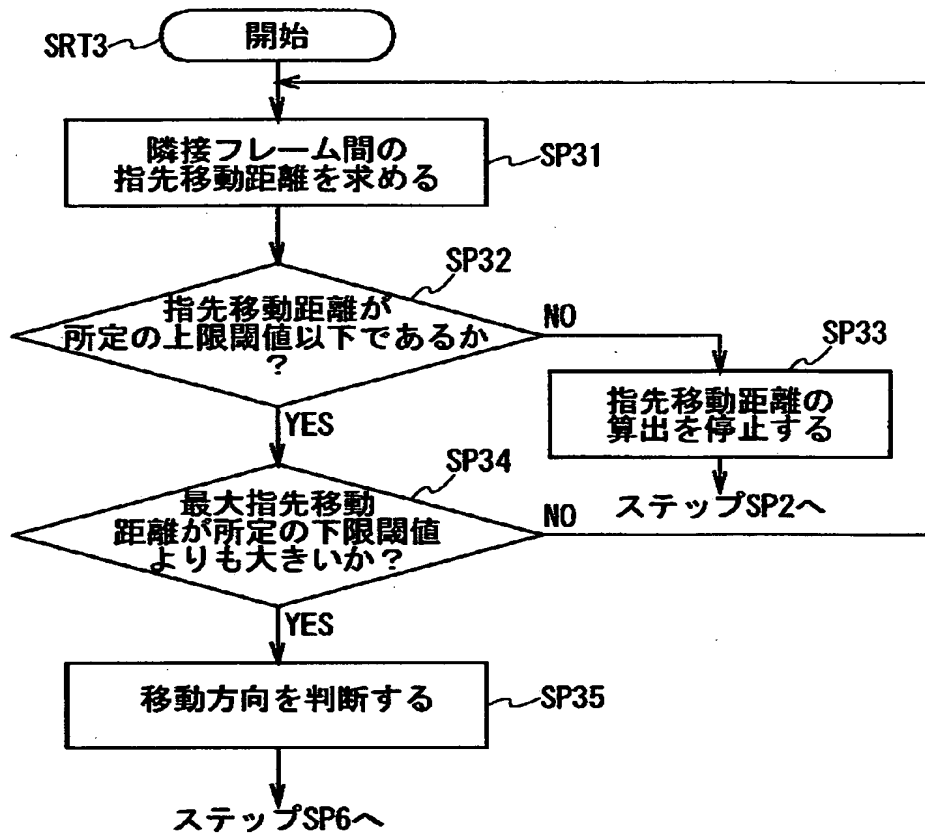 SRT3
開始
隣接フレーム間の
指先移動距離を求める
SP31
SP32
指先移動距離が
所定の上限閾値以下であるか
?
NO
SP33
指先移動距離の
算出を停止する
ステップSP2へ
YES
SP34
最大指先移動
距離が所定の下限閾値
よりも大きいか?
NO
YES
移動方向を判断する
SP35
ステップSP6へ